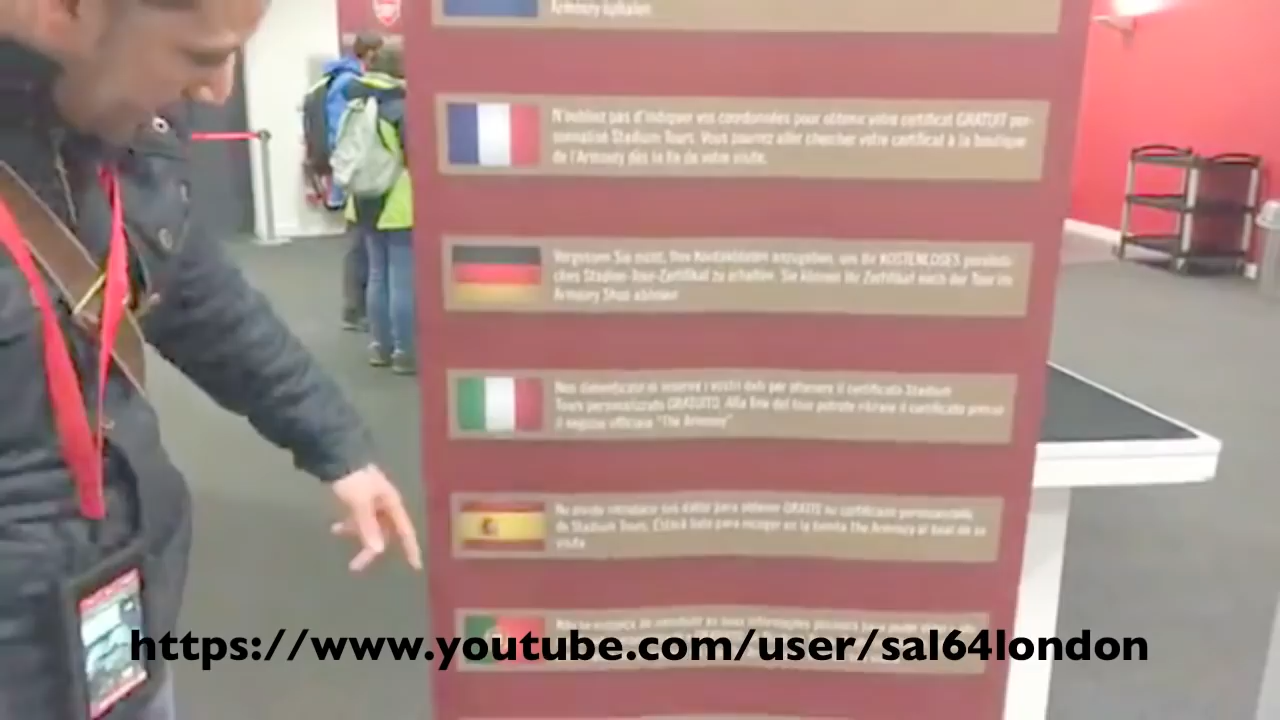 Armoury ophalen.
N'oubliez pas d'indiquer vos coordonnées pour obtenir votre certificat GRATUIT per-
sonnalisé Stadium Tours. Vous pourrez aller chercher votre certificat à la boutique
de l'Armoury dès la fin de votre visite.
Vergessen Sie nicht, Ihre Kontaktdaten anzugeben, um Ihr KOSTENLOSES persönli-
ches Stadion-Tour-Zertifikat zu erhalten. Sie können Ihr Zertifikat nach der Tour im
Armoury Shop abholen
Non dimenticate di inserire i vostri dati per ottenere il certificato Stadium
Tours personalizzato GRATUITO. Alla fine del tour potrete ritirare il certificato presso
il negozio ufficiale "The Armoury"
No olvide introducir sus datos para obtener GRATIS su certificado personalizado
de Stadium Tours. Estará listo para recoger en la tienda The Armoury al final de su
visita
https://www.youtube.com/user/sal64london